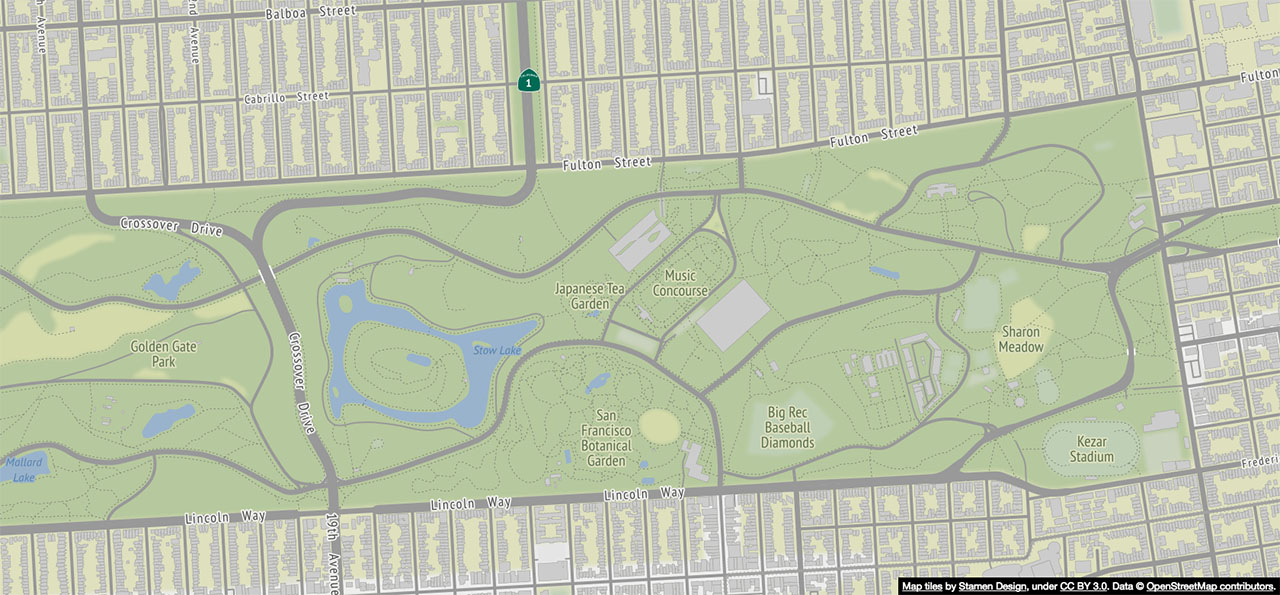 Balboa Street
th Avenue
nd Avenue
Cabrillo Street
1
Fulton
Fulton Street
Fulton Street
Crossover Drive
Japanese Tea
Garden
Music
Concourse
Golden Gate
Park
Crossover Drive
Stow Lake
Sharon
Meadow
San
Francisco
Botanical
Garden
Big Rec
Baseball
Diamonds
Kezar
Stadium
Mallard
Lake
Frederi
Lincoln Way
Lincoln Way
Lincoln Way
19th Avenue
Map tiles by Stamen Design, under CC BY 3.0. Data © OpenStreetMap contributors.